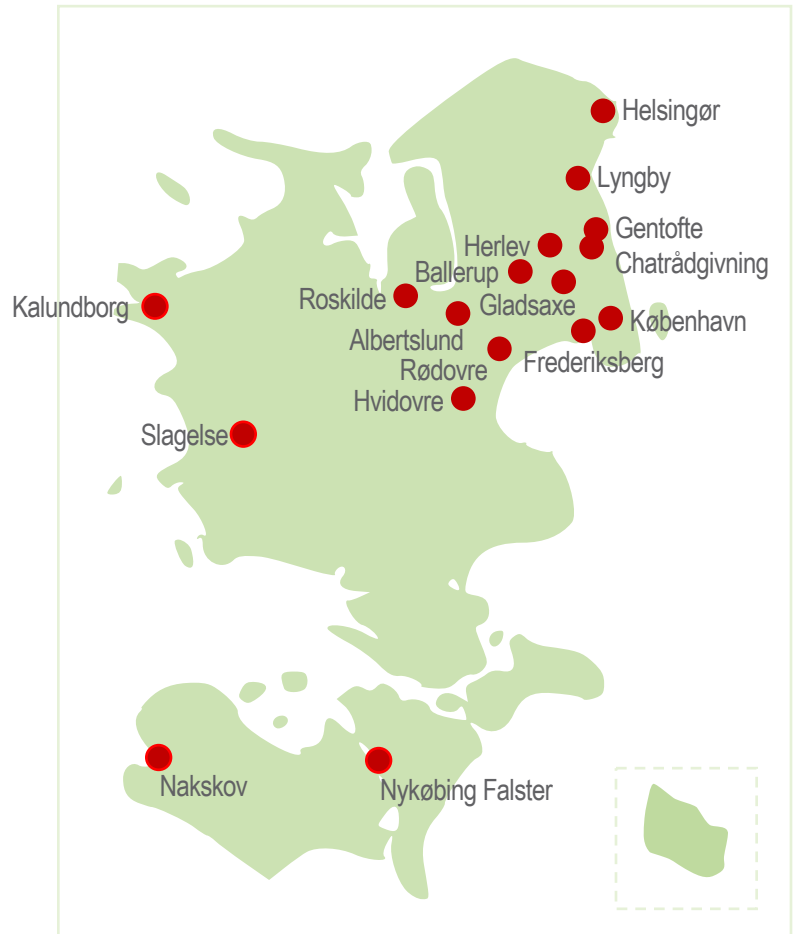 Helsingør
Lyngby
Gentofte
Herlev
Chatrådgivning
Ballerup
Roskilde
Gladsaxe
Kalundborg
København
Albertslund
Frederiksberg
Rødovre
Hvidovre
Slagelse
Nakskov
Nykøbing Falster